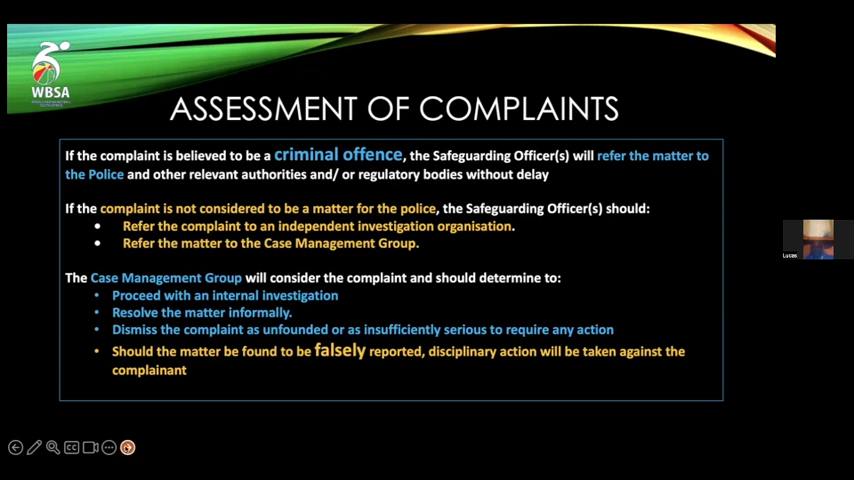 WBSA
ASSESSMENT OF COMPLAINTS
If the complaint is believed to be a criminal offence, the Safeguarding Officer(s) will refer the matter to
the Police and other relevant authorities and/ or regulatory bodies without delay
If the complaint is not considered to be a matter for the police, the Safeguarding Officer(s) should:
• Refer the complaint to an independent investigation organisation.
• Refer the matter to the Case Management Group.
The Case Management Group will consider the complaint and should determine to:
• Proceed with an internal investigation
• Resolve the matter informally.
• Dismiss the complaint as unfounded or as insufficiently serious to require any action
• Should the matter be found to be falsely reported, disciplinary action will be taken against the
complainant
Lucas
CC